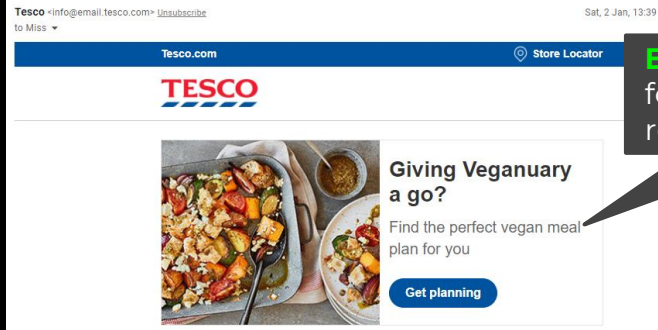 Tesco <info@email.tesco.com> Unsubscribe
Sat, 2 Jan, 13:39
to Miss
Tesco.com
Store Locator
TESCO
Giving Veganuary
a go?
Find the perfect vegan meal
plan for you
Get planning